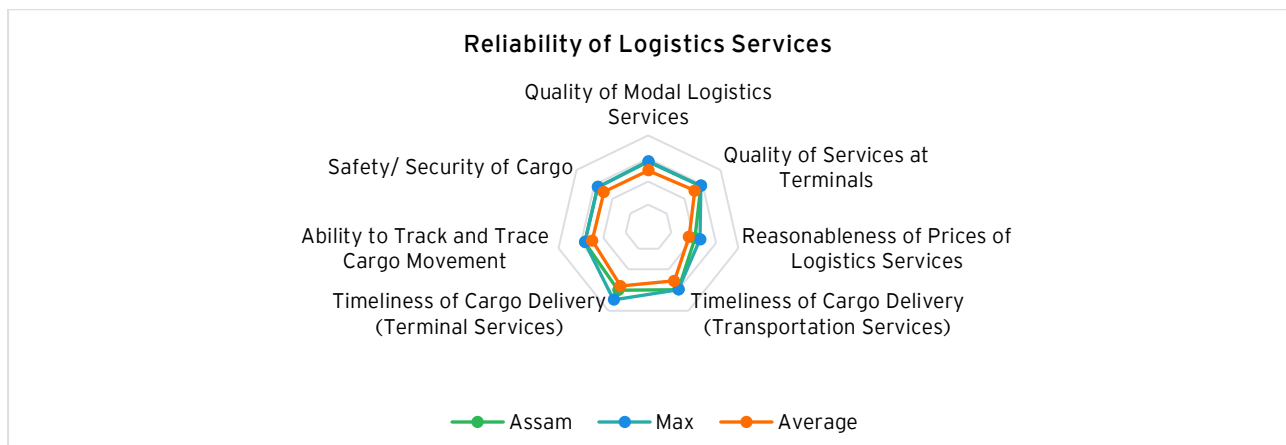 Reliability of Logistics Services
Quality of Modal Logistics
Services
Quality of Services at
Terminals
Reasonableness of Prices of
Logistics Services
Timeliness of Cargo Delivery
(Transportation Services)
Timeliness of Cargo Delivery
(Terminal Services)
Ability to Track and Trace
Cargo Movement
Safety/ Security of Cargo
Assam
Max
Average